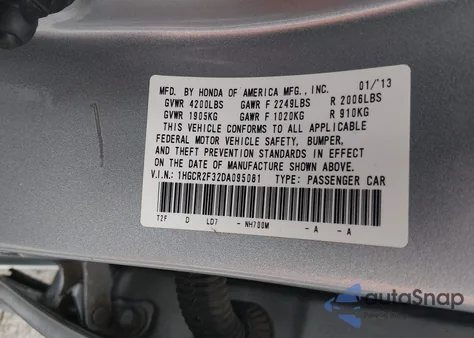 MFD. BY HONDA OF AMERICA MFG., INC. 01/'13
GVWR 4200LBS GAWR F 2249LBS R 2006LBS
GVWR 1905KG GAWR F 1020KG R 910KG
THIS VEHICLE CONFORMS TO ALL APPLICABLE
FEDERAL MOTOR VEHICLE SAFETY, BUMPER,
AND THEFT PREVENTION STANDARDS IN EFFECT
ON THE DATE OF MANUFACTURE SHOWN ABOVE.
V.I.N.: 1HGCR2F32DA095081 TYPE: PASSENGER CAR
T2F D LD7 - NH700M - A - A
autoSnap